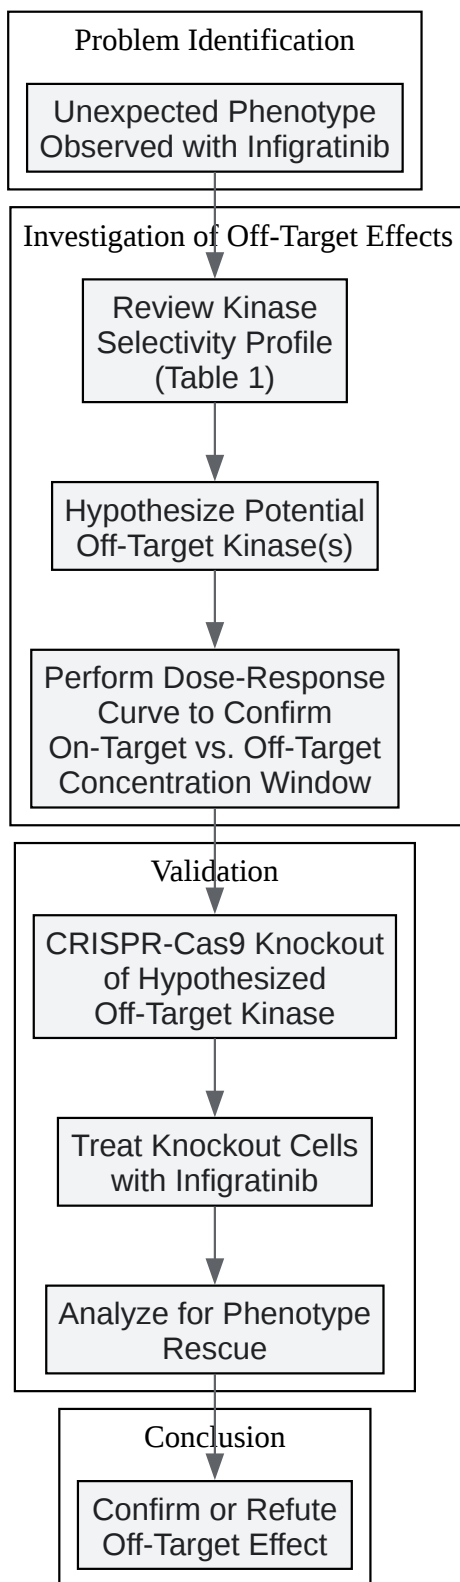 Problem Identification
Unexpected Phenotype
Observed with Infigratinib
Investigation of Off-Target Effects
Review Kinase
Selectivity Profile
(Table 1)
Hypothesize Potential
Off-Target Kinase(s)
Perform Dose-Response
Curve to Confirm
On-Target vs. Off-Target
Concentration Window
Validation
CRISPR-Cas9 Knockout
of Hypothesized
Off-Target Kinase
Treat Knockout Cells
with Infigratinib
Analyze for Phenotype
Rescue
Conclusion
Confirm or Refute
Off-Target Effect